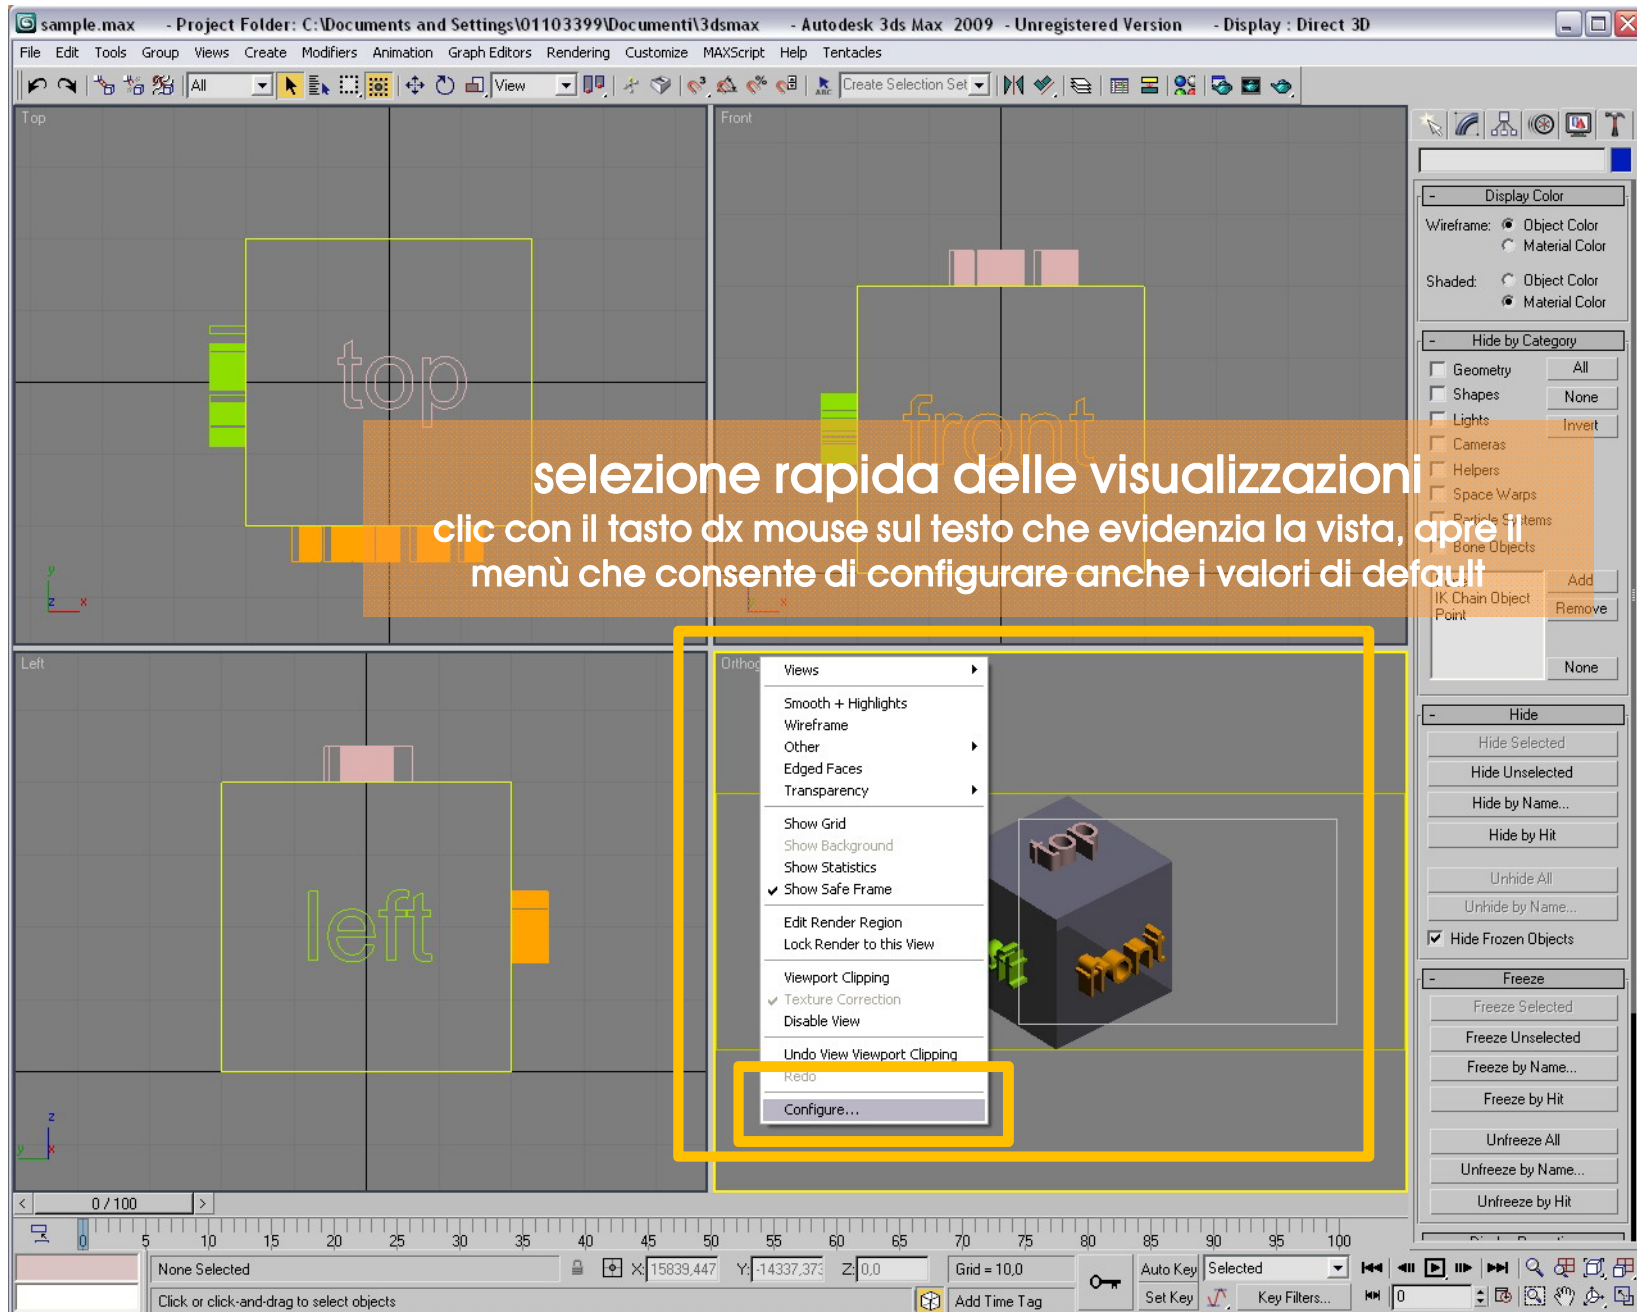 sample.max - Project Folder: C:\Documents and Settings\01103399\Documenti\3dsmax - Autodesk 3ds Max 2009 - Unregistered Version - Display : Direct 3D
File Edit Tools Group Views Create Modifiers Animation Graph Editors Rendering Customize MAXScript Help Tentacles
All View ABC Create Selection Set
Top
top
y
z x
Front
front
x
Left
left
z
y x
selezione rapida delle visualizzazioni
clic con il tasto dx mouse sul testo che evidenzia la vista, apre il
menù che consente di configurare anche i valori di default
Orthog
top
front
Views
Smooth + Highlights
Wireframe
Other
Edged Faces
Transparency
Show Grid
Show Background
Show Statistics
Show Safe Frame
Edit Render Region
Lock Render to this View
Viewport Clipping
Texture Correction
Disable View
Undo View Viewport Clipping
Redo
Configure...
- Display Color
Wireframe: Object Color
Material Color
Shaded: Object Color
Material Color
- Hide by Category
Geometry All
Shapes None
Lights Invert
Cameras
Helpers
Space Warps
Particle Systems
Bone Objects
Add
IK Chain Object
Remove
Point
None
- Hide
Hide Selected
Hide Unselected
Hide by Name...
Hide by Hit
Unhide All
Unhide by Name...
Hide Frozen Objects
- Freeze
Freeze Selected
Freeze Unselected
Freeze by Name...
Freeze by Hit
Unfreeze All
Unfreeze by Name...
Unfreeze by Hit
< 0 / 100 >
0 5 10 15 20 25 30 35 40 45 50 55 60 65 70 75 80 85 90 95 100
None Selected X: 15839,447 Y: -14337,373 Z: 0,0 Grid = 10,0 Auto Key Selected
Click or click-and-drag to select objects Add Time Tag Set Key Key Filters... 0